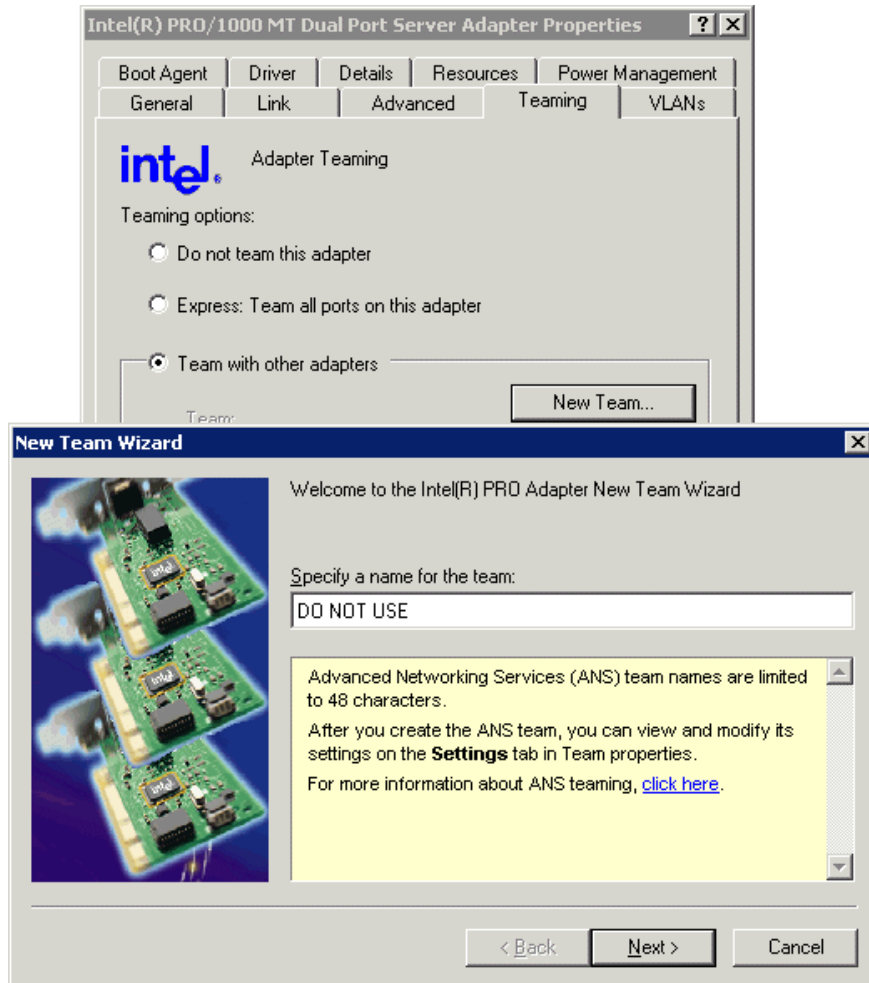 Intel(R) PRO/1000 MT Dual Port Server Adapter Properties
Boot Agent Driver Details Resources Power Management
General Link Advanced Teaming VLANs
intel® Adapter Teaming
Teaming options:
Do not team this adapter
Express: Team all ports on this adapter
Team with other adapters
New Team...
Team:
New Team Wizard
Welcome to the Intel(R) PRO Adapter New Team Wizard
Specify a name for the team:
DO NOT USE
Advanced Networking Services (ANS) team names are limited
to 48 characters.
After you create the ANS team, you can view and modify its
settings on the Settings tab in Team properties.
For more information about ANS teaming, click here.
< Back Next > Cancel